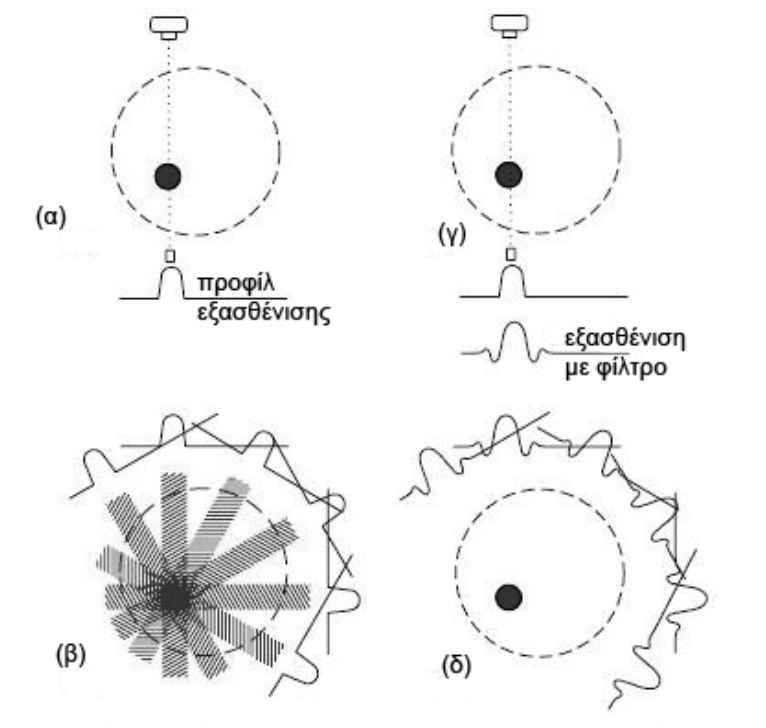 (α)
προφίλ
εξασθένισης
(γ)
εξασθένιση
με φίλτρο
(β)
(δ)